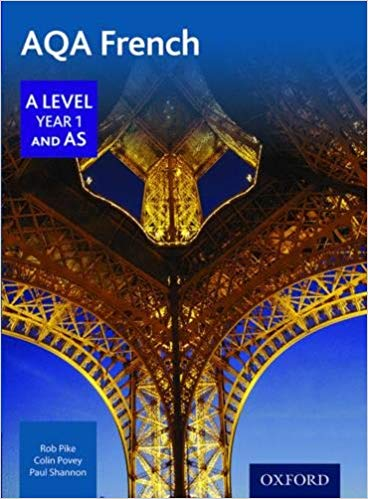 AQA French
A LEVEL
YEAR 1
AND AS
Rob Pike
Colin Povey
Paul Shannon
OXFORD